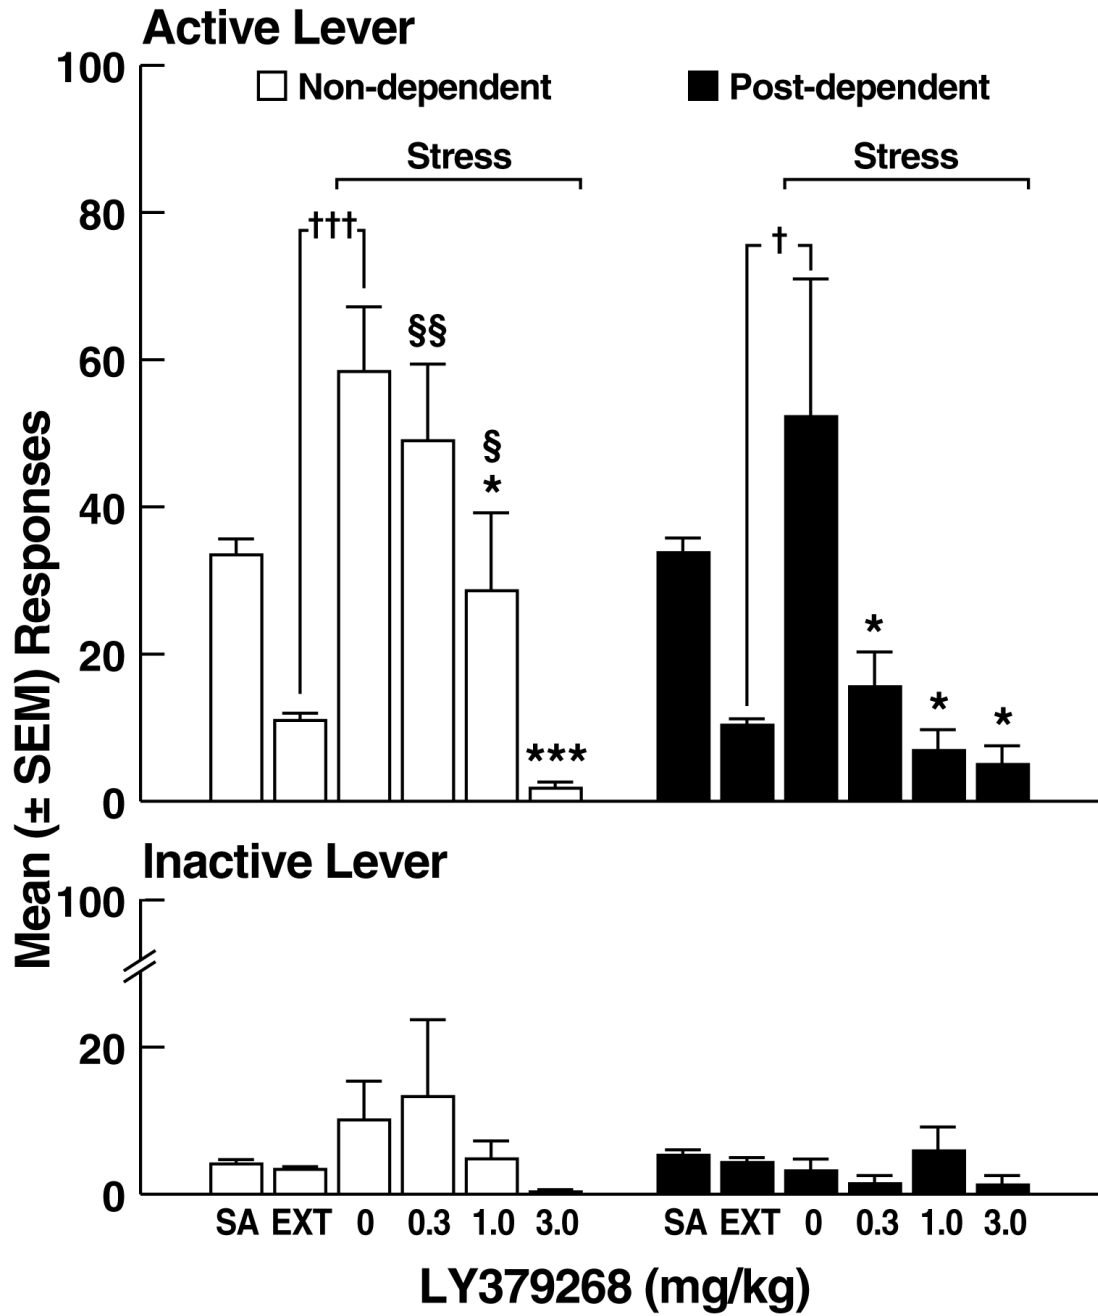 Active Lever
Non-dependent
Post-dependent
Stress
Stress
100
80
60
40
20
0
†††
§§
§
*
***
†
*
*
*
Mean (± SEM) Responses
Inactive Lever
100
20
0
SA EXT 0 0.3 1.0 3.0
SA EXT 0 0.3 1.0 3.0
LY379268 (mg/kg)